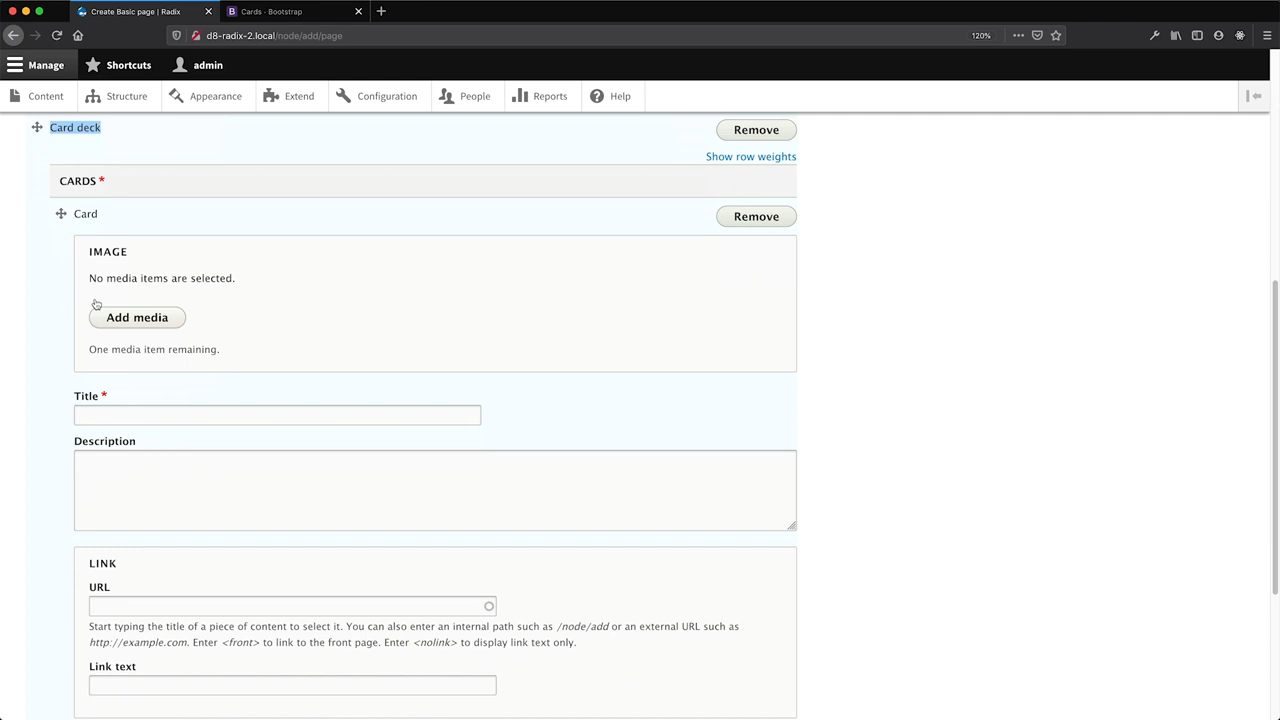 Create Basic page | Radix
Cards · Bootstrap
d8-radix-2.local/node/add/page
120%
Manage
Shortcuts
admin
Content
Structure
Appearance
Extend
Configuration
People
Reports
Help
Card deck
Remove
Show row weights
CARDS *
Card
Remove
IMAGE
No media items are selected.
Add media
One media item remaining.
Title *
Description
LINK
URL
Start typing the title of a piece of content to select it. You can also enter an internal path such as /node/add or an external URL such as
http://example.com. Enter <front> to link to the front page. Enter <nolink> to display link text only.
Link text